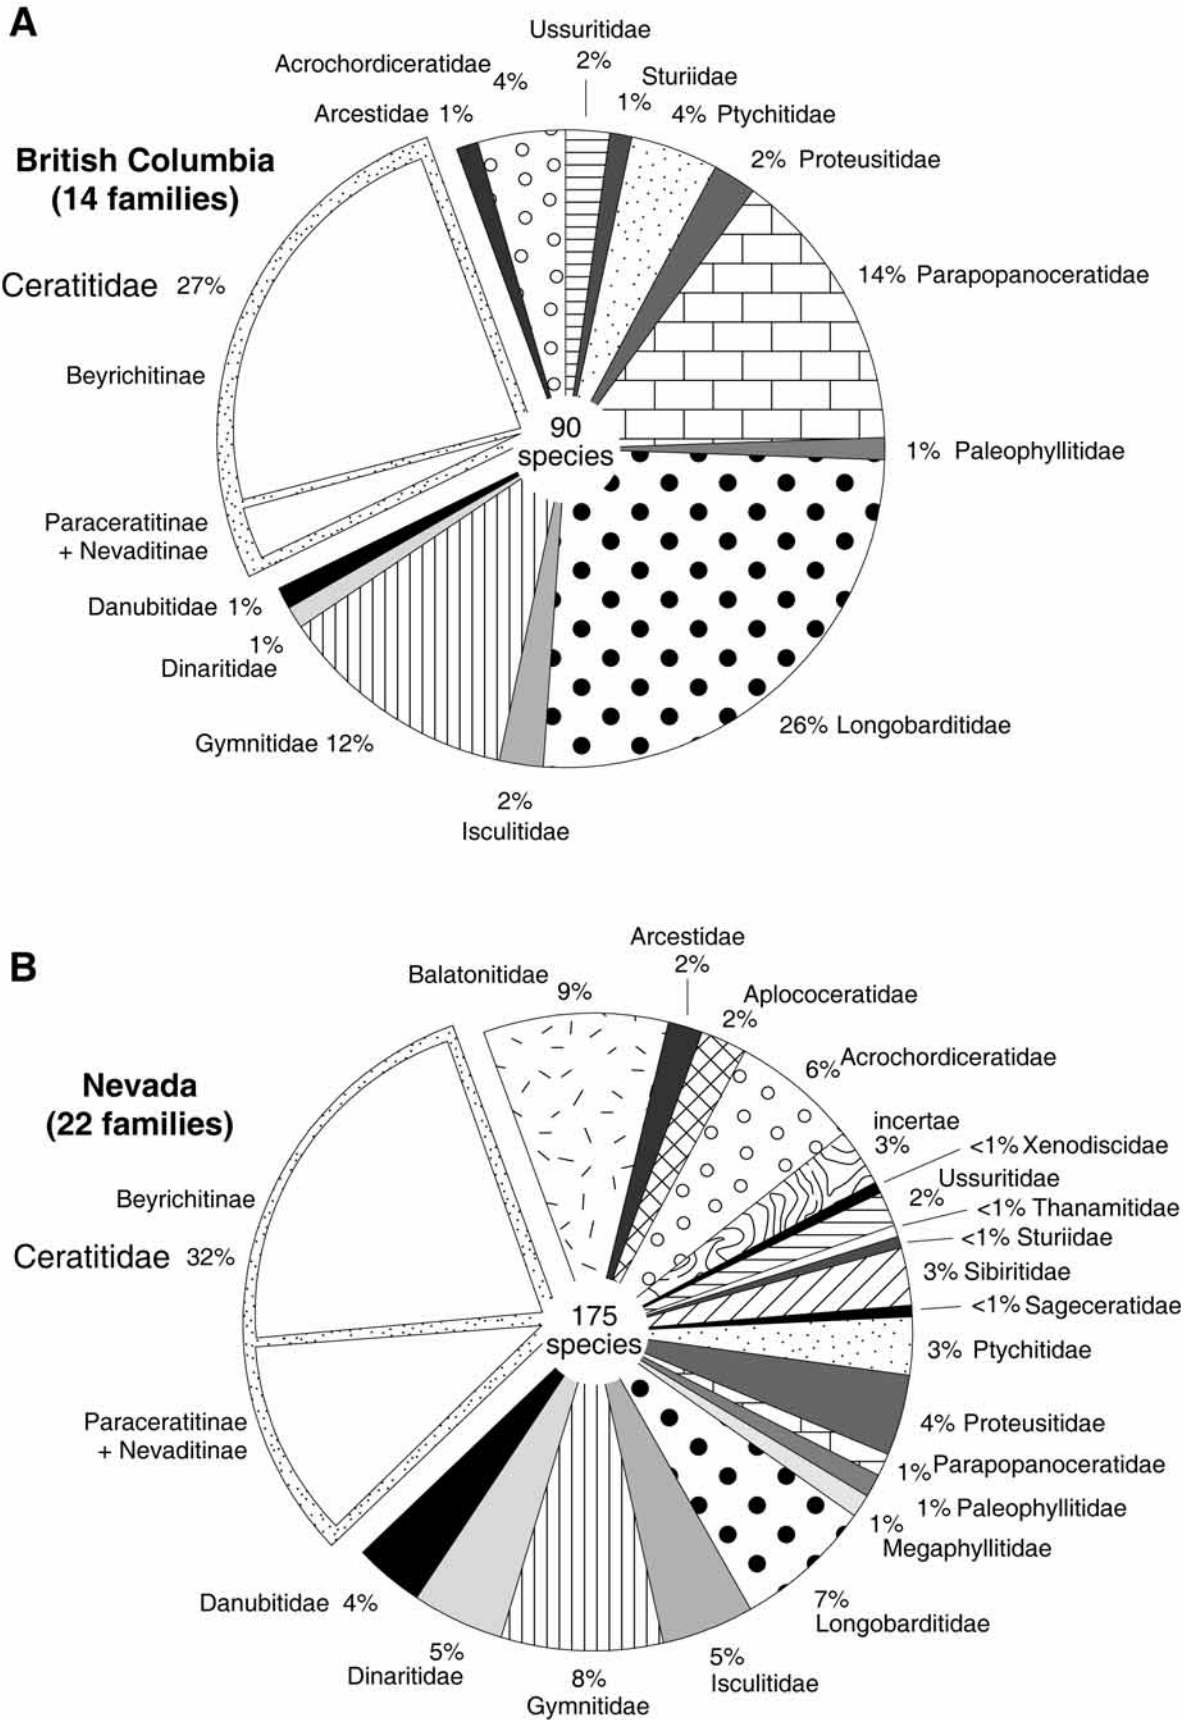 A
British Columbia
(14 families)
Ussuritidae
2%
Acrochordiceratidae
4%
Sturiidae
1%
Arcestidae 1%
4% Ptychitidae
2% Proteusitidae
Ceratitidae 27%
14% Parapopanoceratidae
Beyrichitinae
90
species
1% Paleophyllitidae
Paraceratitinae
+ Nevaditinae
Danubitidae 1%
1%
Dinaritidae
26% Longobarditidae
Gymnitidae 12%
2%
Isculitidae
B
Nevada
(22 families)
Arcestidae
2%
Balatonitidae
9%
Aplococeratidae
2%
Acrochordiceratidae
6%
incertae
3%
<1% Xenodiscidae
Ussuritidae
2%
<1% Thanamitidae
<1% Sturiidae
3% Sibiritidae
<1% Sageceratidae
3% Ptychitidae
Beyrichitinae
Ceratitidae 32%
175
species
4% Proteusitidae
Paraceratitinae
+ Nevaditinae
1% Parapopanoceratidae
1% Paleophyllitidae
1%
Megaphyllitidae
7%
Longobarditidae
Danubitidae 4%
5%
Dinaritidae
8%
Gymnitidae
5%
Isculitidae